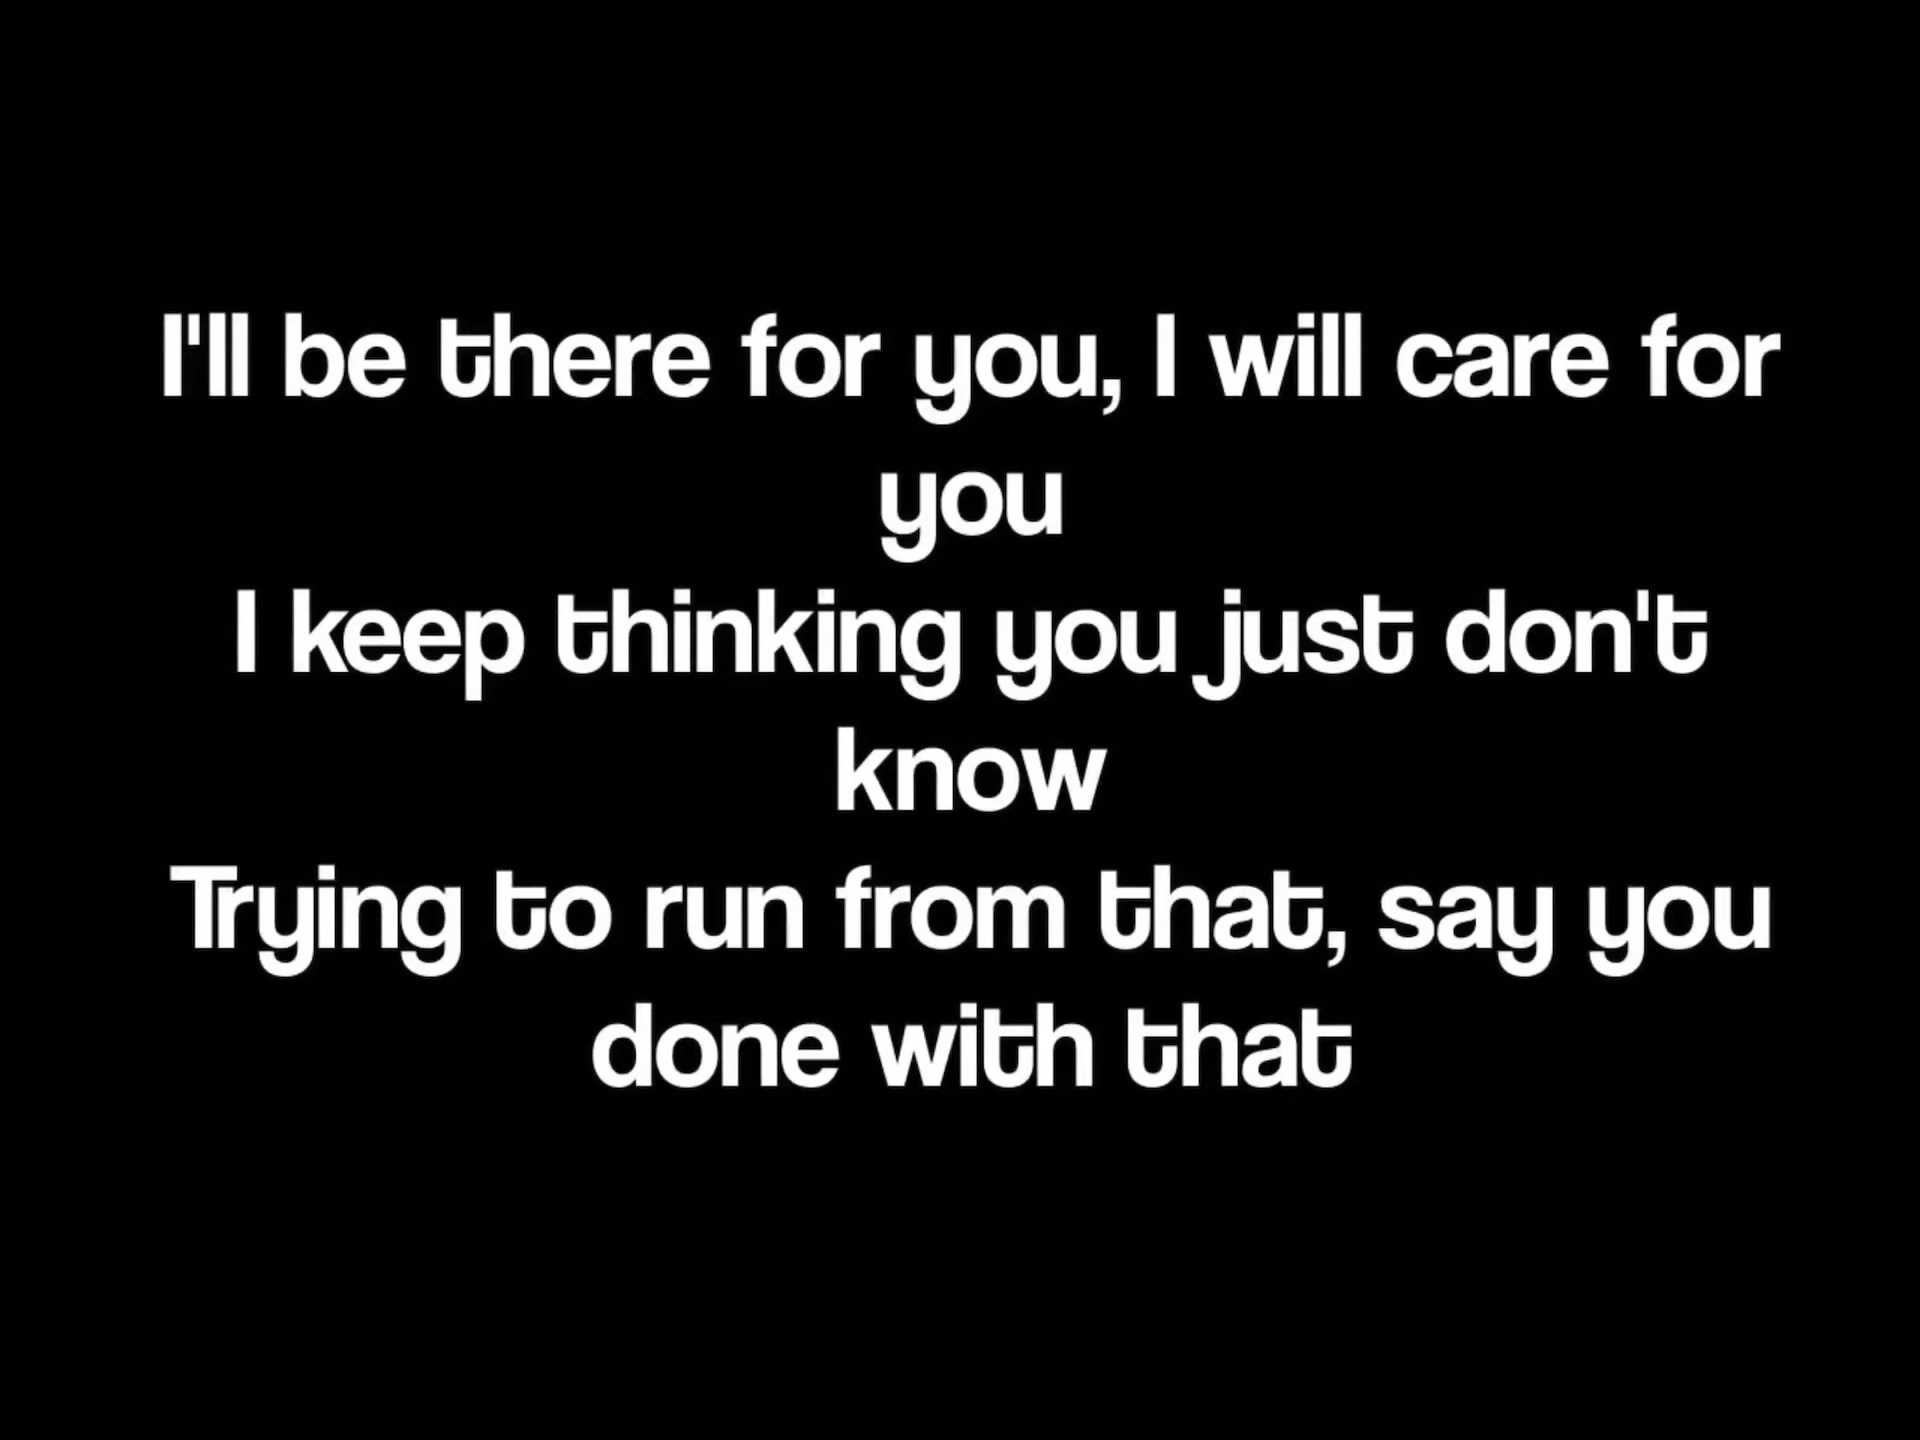 I'll be there for you, I will care for
you
I keep thinking you just don't
know
Trying to run from that, say you
done with that